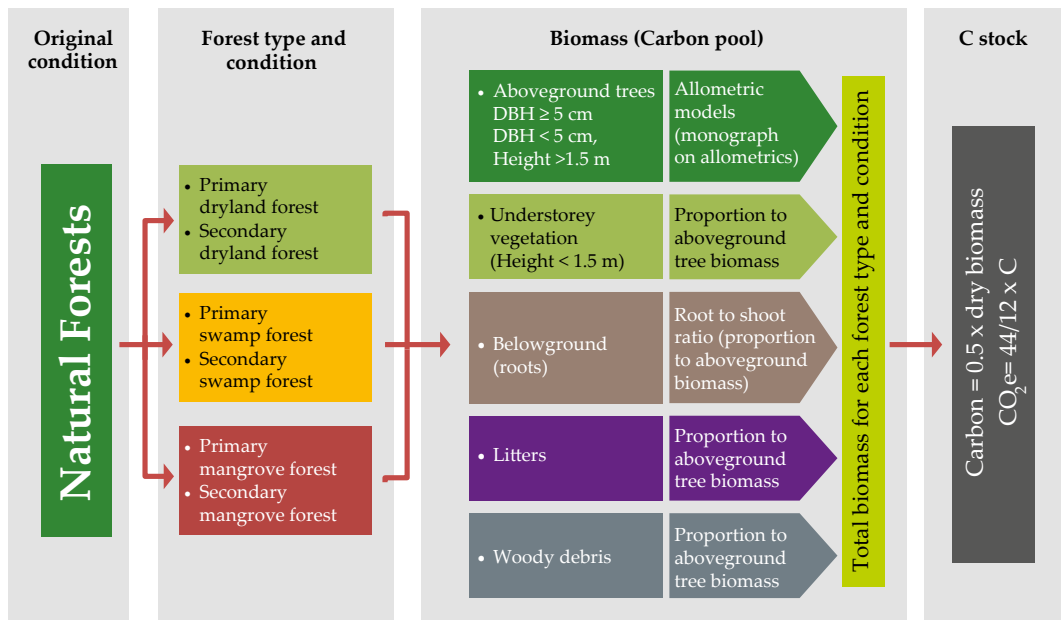 Original
condition
Natural Forests
Forest type and
condition
• Primary
dryland forest
• Secondary
dryland forest
• Primary
swamp forest
• Secondary
swamp forest
• Primary
mangrove forest
• Secondary
mangrove forest
Biomass (Carbon pool)
• Aboveground trees
DBH ≥ 5 cm
DBH < 5 cm,
Height >1.5 m
Allometric
models
(monograph
on allometrics)
• Understorey
vegetation
(Height < 1.5 m)
Proportion to
aboveground
tree biomass
• Belowground
(roots)
Root to shoot
ratio (proportion
to aboveground
biomass)
• Litters
Proportion to
aboveground
tree biomass
• Woody debris
Proportion to
aboveground
tree biomass
Total biomass for each forest type and condition
C stock
Carbon = 0.5 x dry biomass
CO₂e= 44/12 x C